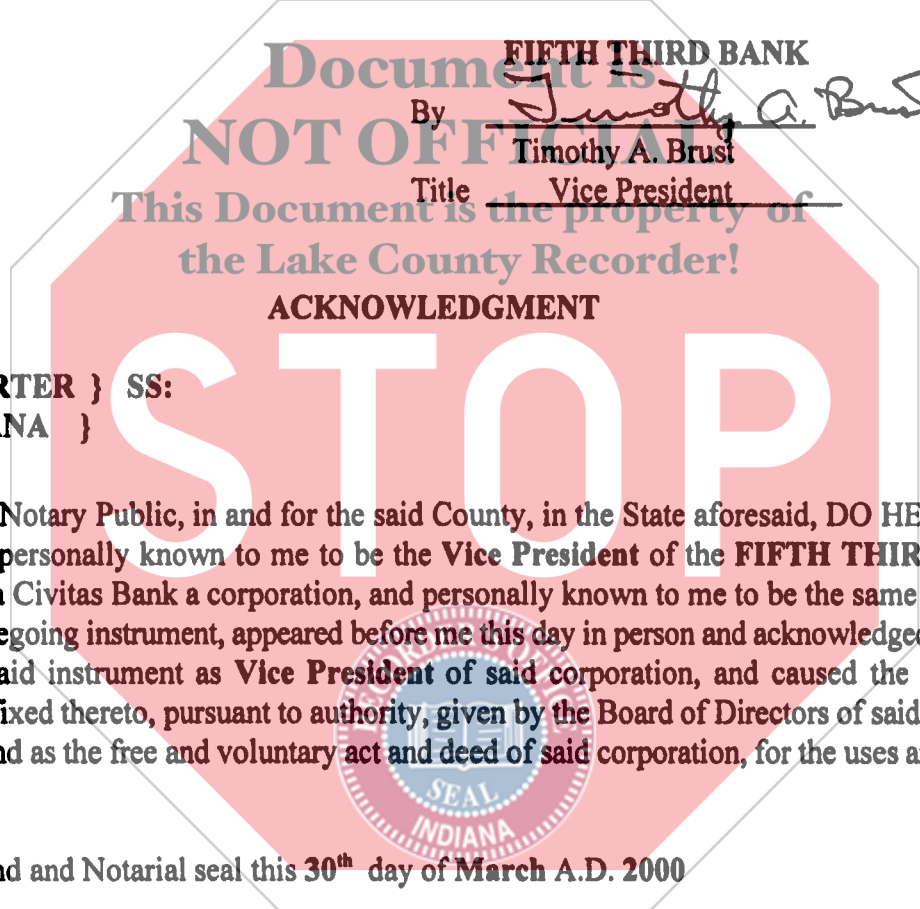 FIFTH THIRD BANK
Document is
By Timothy A. Brust
NOT OFFICIAL
Timothy A. Brust
Title Vice President
This Document is the property of
the Lake County Recorder!
ACKNOWLEDGMENT
STOP
RTER } SS:
NA }
Notary Public, in and for the said County, in the State aforesaid, DO HE
personally known to me to be the Vice President of the FIFTH THIR
Civitas Bank a corporation, and personally known to me to be the same
egoing instrument, appeared before me this day in person and acknowledged
aid instrument as Vice President of said corporation, and caused the
fixed thereto, pursuant to authority, given by the Board of Directors of said
nd as the free and voluntary act and deed of said corporation, for the uses a
RECORDER'S OFFICE
SEAL
INDIANA
nd and Notarial seal this 30th day of March A.D. 2000